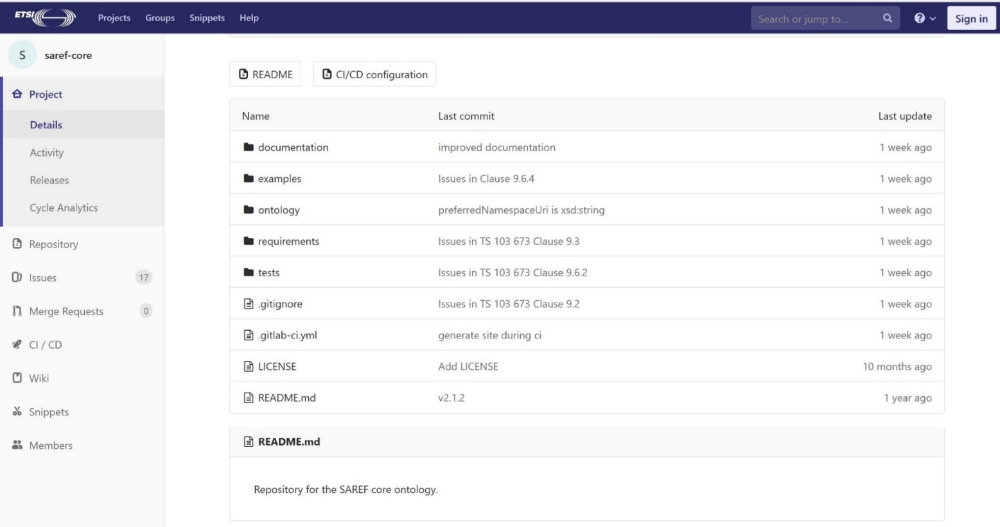 ETSI Projects Groups Snippets Help Search or jump to... Sign in
S saref-core
Project
Details
Activity
Releases
Cycle Analytics
Repository
Issues 17
Merge Requests 0
CI / CD
Wiki
Snippets
Members
README CI/CD configuration
Name Last commit Last update
documentation improved documentation 1 week ago
examples Issues in Clause 9.6.4 1 week ago
ontology preferredNamespaceUri is xsd:string 1 week ago
requirements Issues in TS 103 673 Clause 9.3 1 week ago
tests Issues in TS 103 673 Clause 9.6.2 1 week ago
.gitignore Issues in TS 103 673 Clause 9.2 1 week ago
.gitlab-ci.yml generate site during ci 1 week ago
LICENSE Add LICENSE 10 months ago
README.md v2.1.2 1 year ago
README.md
Repository for the SAREF core ontology.